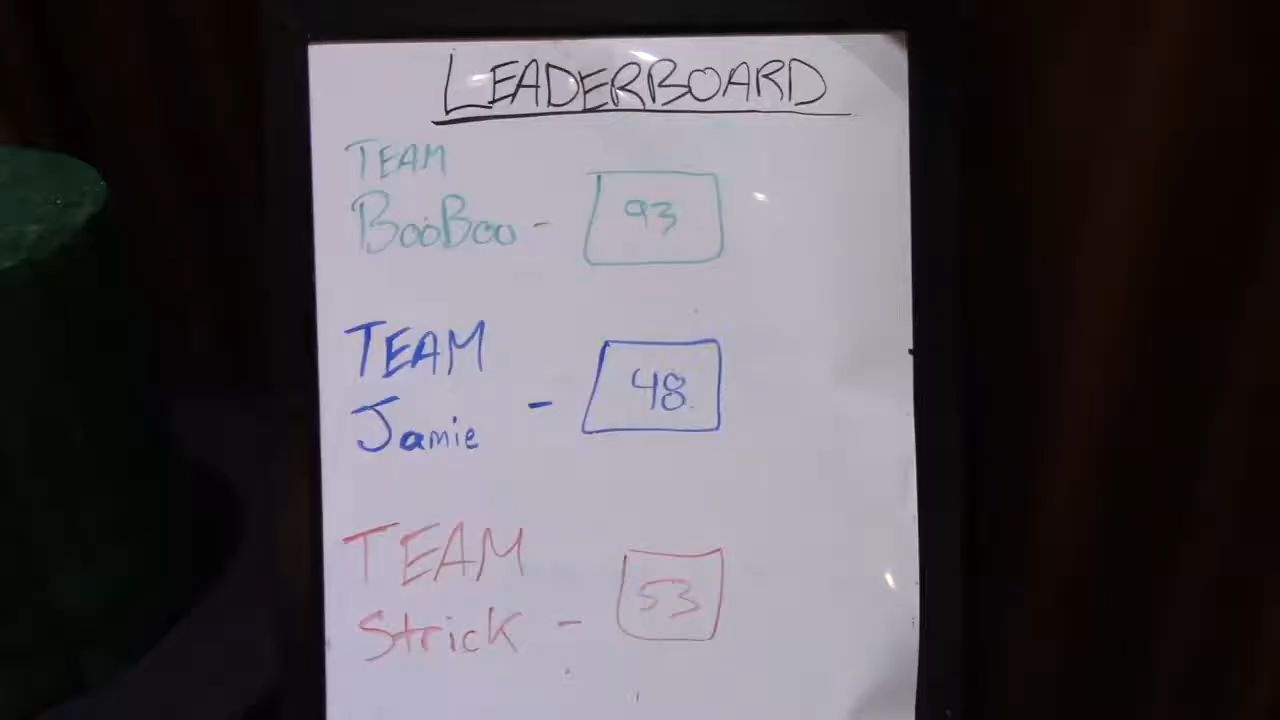 LEADERBOARD
TEAM
BooBoo - 93
TEAM
Jamie - 48
TEAM
Strick - 53